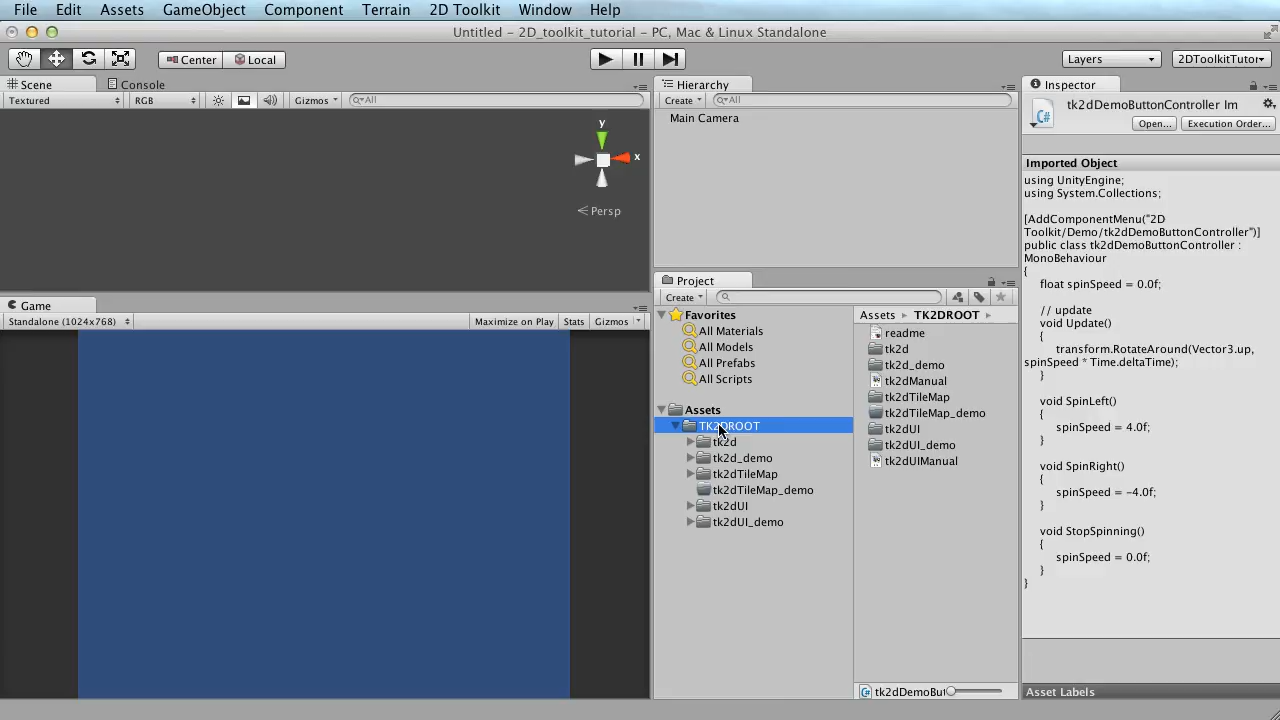 File Edit Assets GameObject Component Terrain 2D Toolkit Window Help
Untitled - 2D_toolkit_tutorial - PC, Mac & Linux Standalone
Center Local Layers 2DToolkitTutor
Scene Console
Textured RGB Gizmos All
y
x
Persp
Game
Standalone (1024x768) Maximize on Play Stats Gizmos
Hierarchy
Create All
Main Camera
Project
Create
Favorites
All Materials
All Models
All Prefabs
All Scripts
Assets
TK2DROOT
tk2d
tk2d_demo
tk2dTileMap
tk2dTileMap_demo
tk2dUI
tk2dUI_demo
Assets TK2DROOT
readme
tk2d
tk2d_demo
tk2dManual
tk2dTileMap
tk2dTileMap_demo
tk2dUI
tk2dUI_demo
tk2dUIManual
tk2dDemoBut
Inspector
tk2dDemoButtonController Im
C#
Open... Execution Order...
Imported Object
using UnityEngine;
using System.Collections;
[AddComponentMenu("2D
Toolkit/Demo/tk2dDemoButtonController")]
public class tk2dDemoButtonController :
MonoBehaviour
{
float spinSpeed = 0.0f;
// update
void Update()
{
transform.RotateAround(Vector3.up,
spinSpeed * Time.deltaTime);
}
void SpinLeft()
{
spinSpeed = 4.0f;
}
void SpinRight()
{
spinSpeed = -4.0f;
}
void StopSpinning()
{
spinSpeed = 0.0f;
}
}
Asset Labels